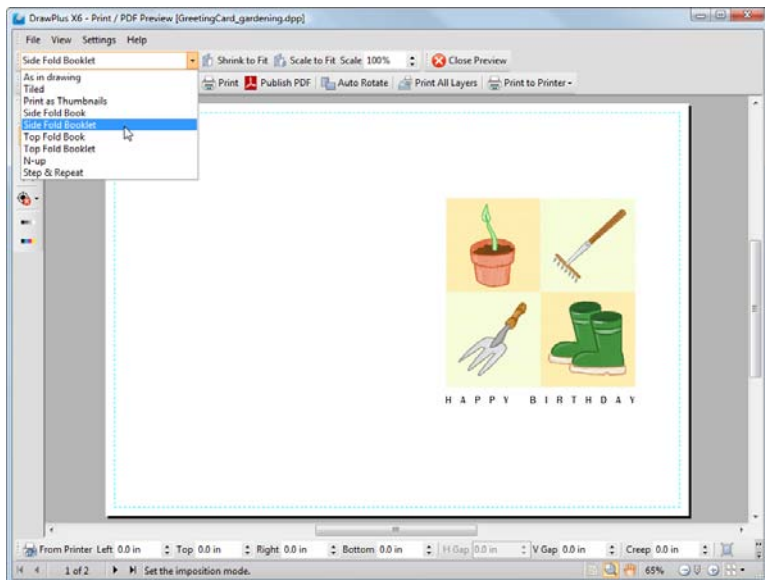 DrawPlus X6 - Print / PDF Preview [GreetingCard_gardening.dpp]
File View Settings Help
Side Fold Booklet Shrink to Fit Scale to Fit Scale 100% Close Preview
Print Publish PDF Auto Rotate Print All Layers Print to Printer
As in drawing
Tiled
Print as Thumbnails
Side Fold Book
Side Fold Booklet
Top Fold Book
Top Fold Booklet
N-up
Step & Repeat
HAPPY BIRTHDAY
From Printer Left 0.0 in Top 0.0 in Right 0.0 in Bottom 0.0 in H Gap 0.0 in V Gap 0.0 in Creep 0.0 in
1 of 2 Set the imposition mode. 65%